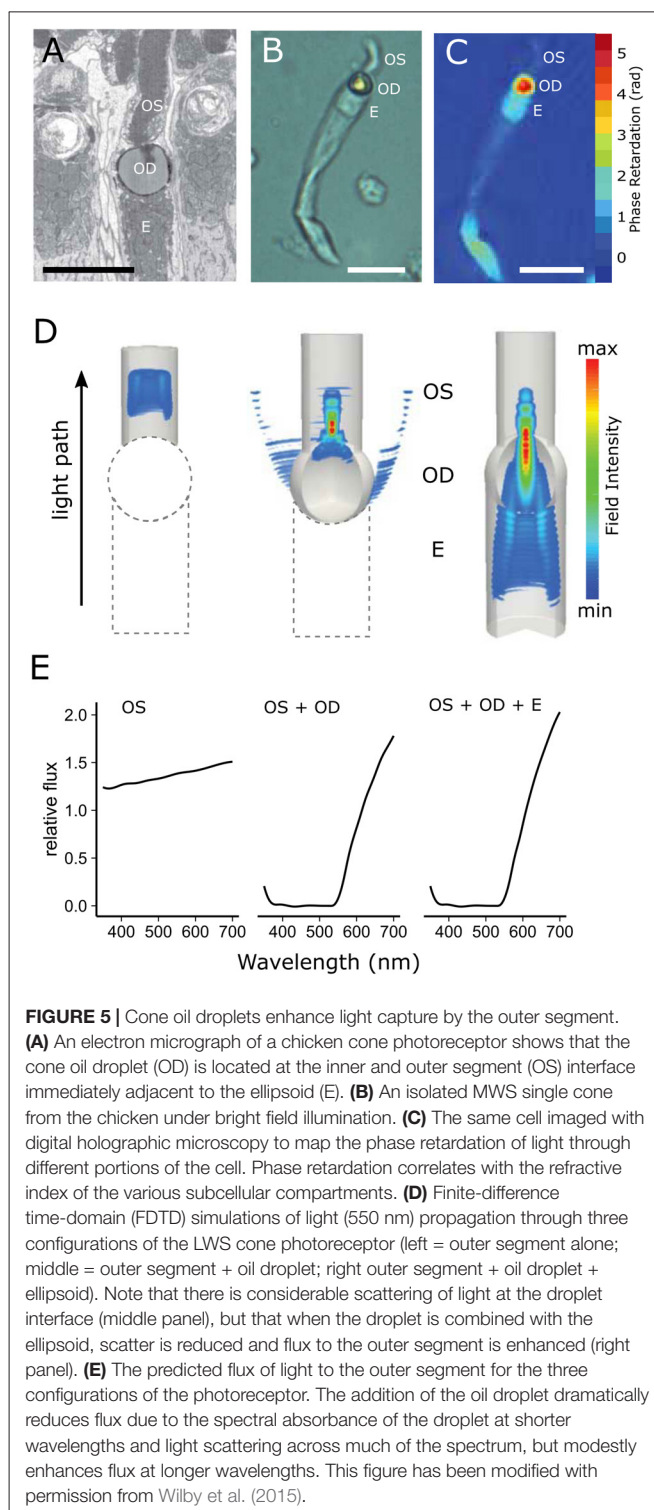 A
OS
OD
E
B
OS
OD
E
C
OS
OD
E
5
4
3
2
1
0
Phase Retardation (rad)
D
light path
OS
OD
E
max
Field Intensity
min
E
OS
OS + OD
OS + OD + E
relative flux
2.0
1.5
1.0
0.5
0.0
400 500 600 700
400 500 600 700
400 500 600 700
Wavelength (nm)
FIGURE 5 | Cone oil droplets enhance light capture by the outer segment.
(A) An electron micrograph of a chicken cone photoreceptor shows that the
cone oil droplet (OD) is located at the inner and outer segment (OS) interface
immediately adjacent to the ellipsoid (E). (B) An isolated MWS single cone
from the chicken under bright field illumination. (C) The same cell imaged with
digital holographic microscopy to map the phase retardation of light through
different portions of the cell. Phase retardation correlates with the refractive
index of the various subcellular compartments. (D) Finite-difference
time-domain (FDTD) simulations of light (550 nm) propagation through three
configurations of the LWS cone photoreceptor (left = outer segment alone;
middle = outer segment + oil droplet; right outer segment + oil droplet +
ellipsoid). Note that there is considerable scattering of light at the droplet
interface (middle panel), but that when the droplet is combined with the
ellipsoid, scatter is reduced and flux to the outer segment is enhanced (right
panel). (E) The predicted flux of light to the outer segment for the three
configurations of the photoreceptor. The addition of the oil droplet dramatically
reduces flux due to the spectral absorbance of the droplet at shorter
wavelengths and light scattering across much of the spectrum, but modestly
enhances flux at longer wavelengths. This figure has been modified with
permission from Wilby et al. (2015).